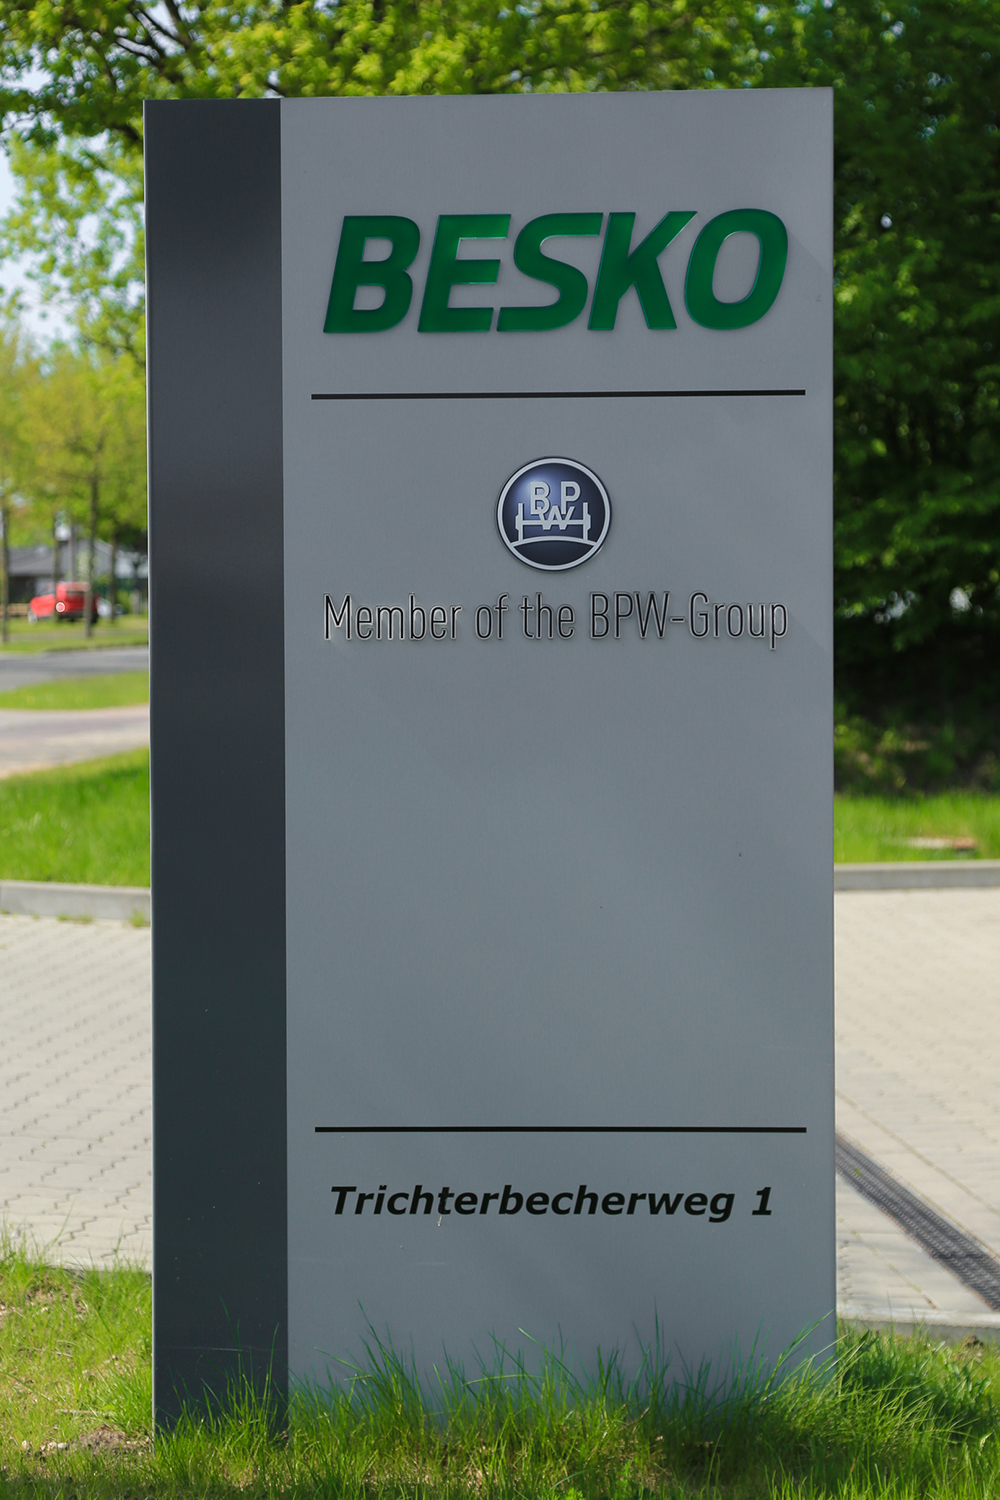 BESKO
BPW
Member of the BPW-Group
Trichterbecherweg 1